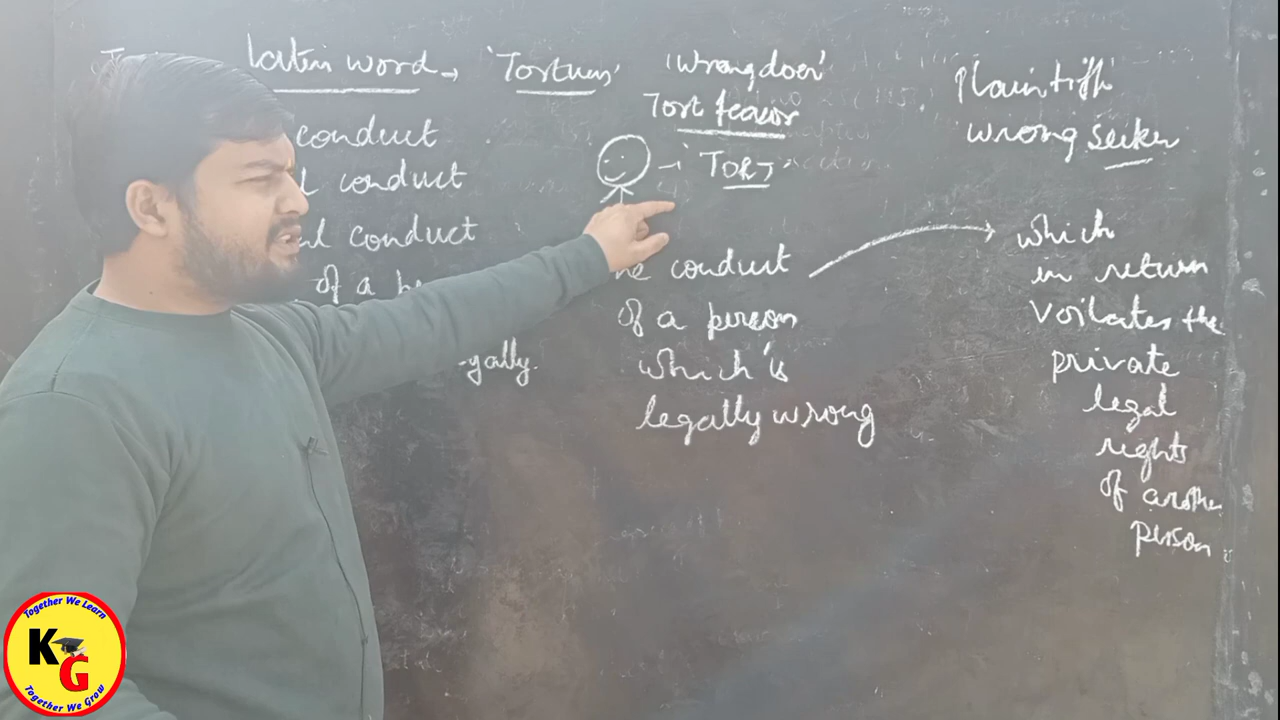 Latin word → 'Tortum'
conduct
conduct
conduct
of a
'Wrongdoer'
Tort feasor
- 'TORT'
conduct
of a person
which is
legally wrong
Plaintiff
wrong seeker
which
in return
voilates the
private
legal
rights
of another
person
Together We Learn
KG
Together We Grow